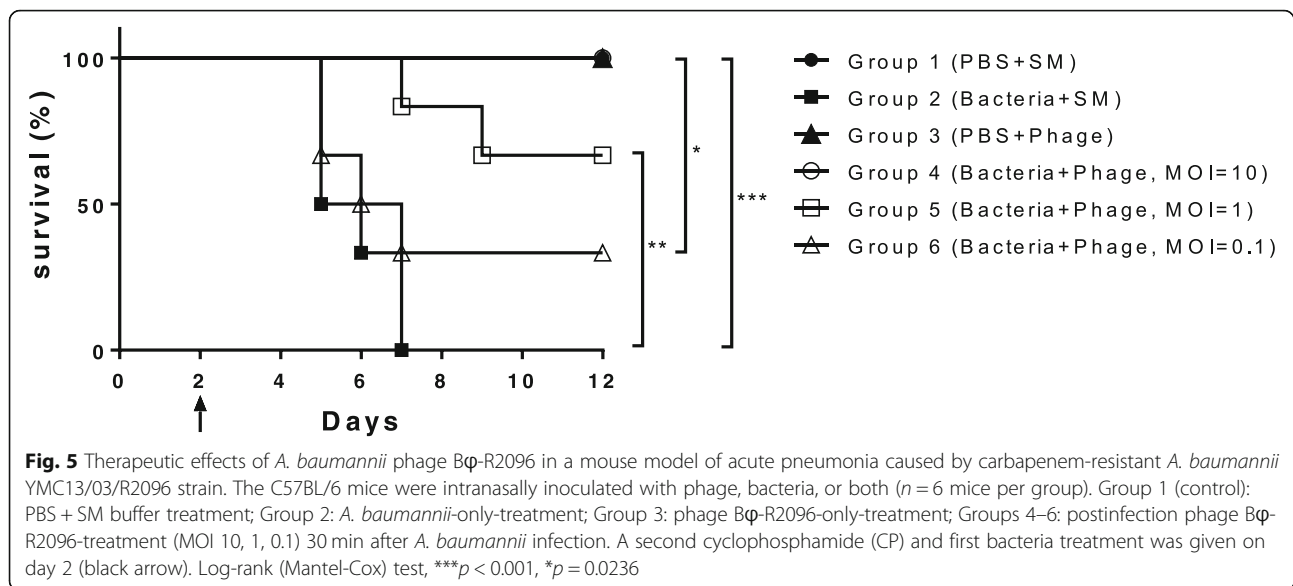 100
50
0
survival (%)
0 2 4 6 8 10 12
Days
*
**
***
Group 1 (PBS+SM)
Group 2 (Bacteria+SM)
Group 3 (PBS+Phage)
Group 4 (Bacteria+Phage, MOI=10)
Group 5 (Bacteria+Phage, MOI=1)
Group 6 (Bacteria+Phage, MOI=0.1)
Fig. 5 Therapeutic effects of A. baumannii phage Bφ-R2096 in a mouse model of acute pneumonia caused by carbapenem-resistant A. baumannii
YMC13/03/R2096 strain. The C57BL/6 mice were intranasally inoculated with phage, bacteria, or both (n = 6 mice per group). Group 1 (control):
PBS + SM buffer treatment; Group 2: A. baumannii-only-treatment; Group 3: phage Bφ-R2096-only-treatment; Groups 4–6: postinfection phage Bφ-
R2096-treatment (MOI 10, 1, 0.1) 30 min after A. baumannii infection. A second cyclophosphamide (CP) and first bacteria treatment was given on
day 2 (black arrow). Log-rank (Mantel-Cox) test, ***p < 0.001, *p = 0.0236